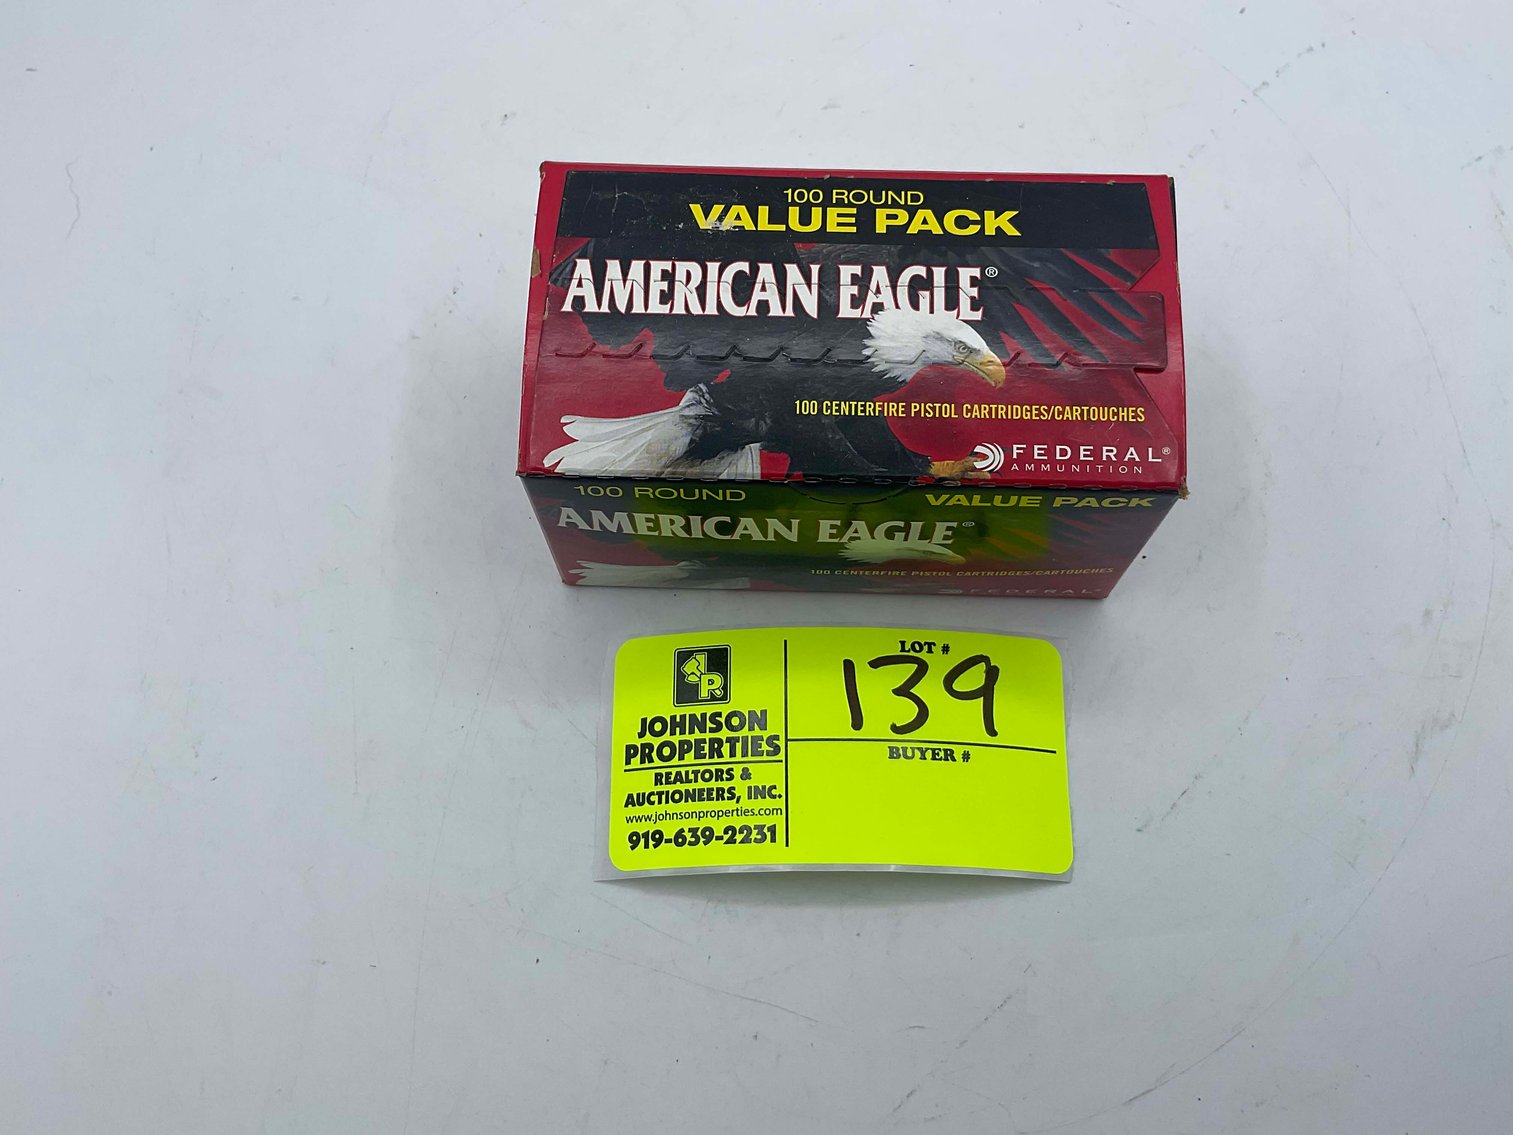 100 ROUND
VALUE PACK
AMERICAN EAGLE®
100 CENTERFIRE PISTOL CARTRIDGES/CARTOUCHES
FEDERAL®
AMMUNITION
100 ROUND VALUE PACK
AMERICAN EAGLE®
100 CENTERFIRE PISTOL CARTRIDGES/CARTOUCHES
FEDERAL
JR
JOHNSON
PROPERTIES
REALTORS &
AUCTIONEERS, INC.
www.johnsonproperties.com
919-639-2231
LOT #
139
BUYER #